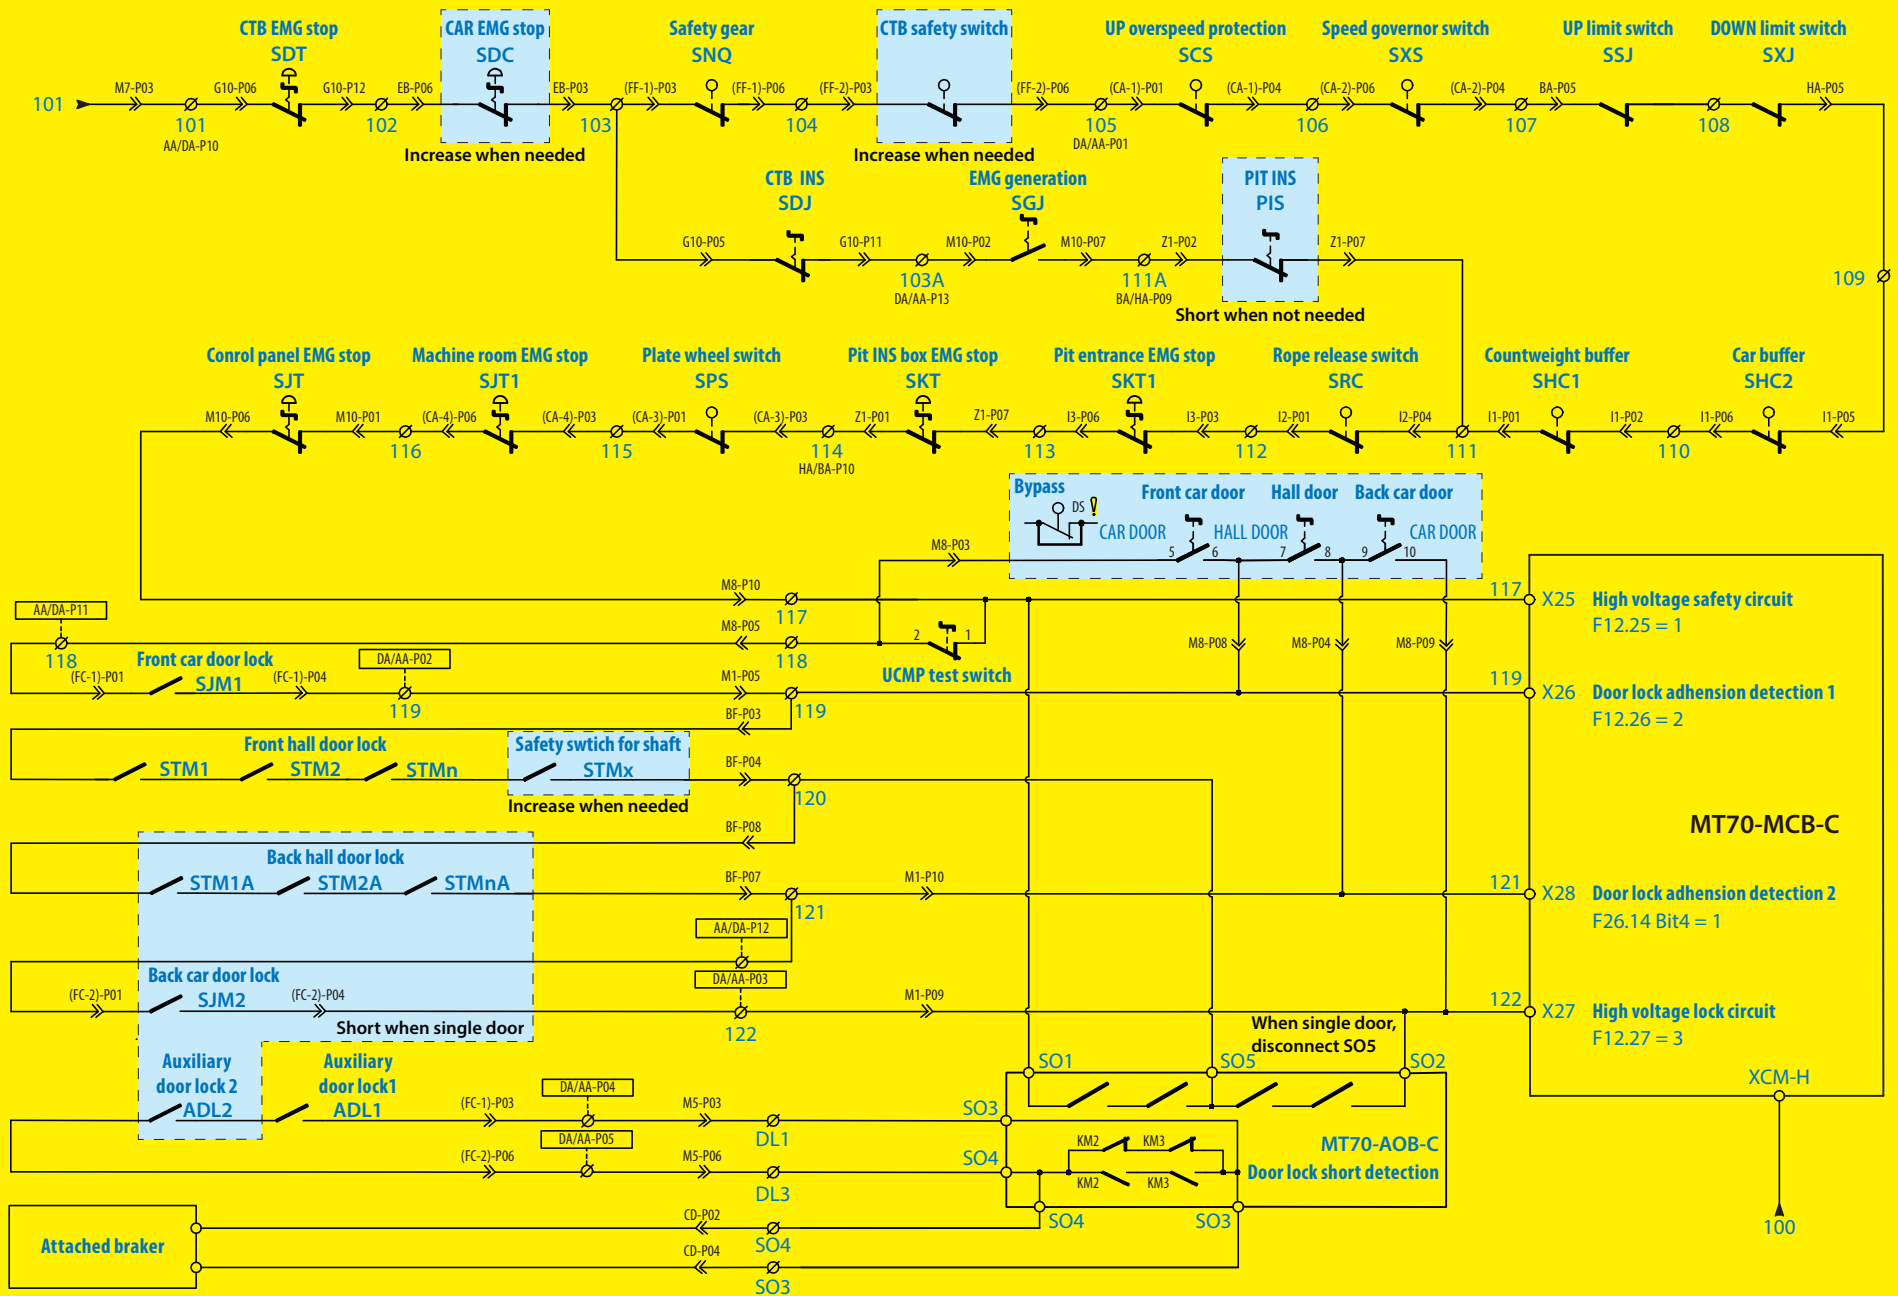 CTB EMG stop
SDT
CAR EMG stop
SDC
Safety gear
SNQ
CTB safety switch
UP overspeed protection
SCS
Speed governor switch
SXS
UP limit switch
SSJ
DOWN limit switch
SXJ
101
M7-P03
G10-P06
G10-P12
EB-P06
EB-P03
(FF-1)-P03
(FF-1)-P06
(FF-2)-P03
(FF-2)-P06
(CA-1)-P01
(CA-1)-P04
(CA-2)-P06
(CA-2)-P04
BA-P05
HA-P05
101
102
103
104
105
106
107
108
AA/DA-P10
DA/AA-P01
Increase when needed
Increase when needed
CTB INS
SDJ
EMG generation
SGJ
PIT INS
PIS
G10-P05
G10-P11
M10-P02
M10-P07
Z1-P02
Z1-P07
103A
DA/AA-P13
111A
BA/HA-P09
109
Short when not needed
Conrol panel EMG stop
SJT
Machine room EMG stop
SJT1
Plate wheel switch
SPS
Pit INS box EMG stop
SKT
Pit entrance EMG stop
SKT1
Rope release switch
SRC
Countweight buffer
SHC1
Car buffer
SHC2
M10-P06
M10-P01
(CA-4)-P06
(CA-4)-P03
(CA-3)-P01
(CA-3)-P03
Z1-P01
Z1-P07
I3-P06
I3-P03
I2-P01
I2-P04
I1-P01
I1-P02
I1-P06
I1-P05
116
115
114
113
112
111
110
HA/BA-P10
Bypass
DS
Front car door
Hall door
Back car door
CAR DOOR
HALL DOOR
CAR DOOR
5
6
7
8
9
10
M8-P03
M8-P10
117
117
X25
High voltage safety circuit
F12.25 = 1
AA/DA-P11
118
M8-P05
118
2
1
UCMP test switch
M8-P08
M8-P04
M8-P09
Front car door lock
(FC-1)-P01
SJM1
(FC-1)-P04
DA/AA-P02
119
M1-P05
119
119
X26
Door lock adhension detection 1
F12.26 = 2
BF-P03
Front hall door lock
STM1
STM2
STMn
Safety swtich for shaft
STMx
Increase when needed
BF-P04
120
BF-P08
MT70-MCB-C
Back hall door lock
STM1A
STM2A
STMnA
BF-P07
121
M1-P10
121
X28
Door lock adhension detection 2
F26.14 Bit4 = 1
AA/DA-P12
Back car door lock
(FC-2)-P01
SJM2
(FC-2)-P04
DA/AA-P03
122
M1-P09
122
X27
High voltage lock circuit
F12.27 = 3
Short when single door
When single door,
disconnect SO5
SO1
SO5
SO2
XCM-H
Auxiliary
door lock 2
ADL2
Auxiliary
door lock1
ADL1
(FC-1)-P03
DA/AA-P04
M5-P03
DL1
SO3
(FC-2)-P06
DA/AA-P05
M5-P06
DL3
SO4
KM2
KM3
KM2
KM3
MT70-AOB-C
Door lock short detection
SO4
SO3
100
Attached braker
CD-P02
SO4
CD-P04
SO3